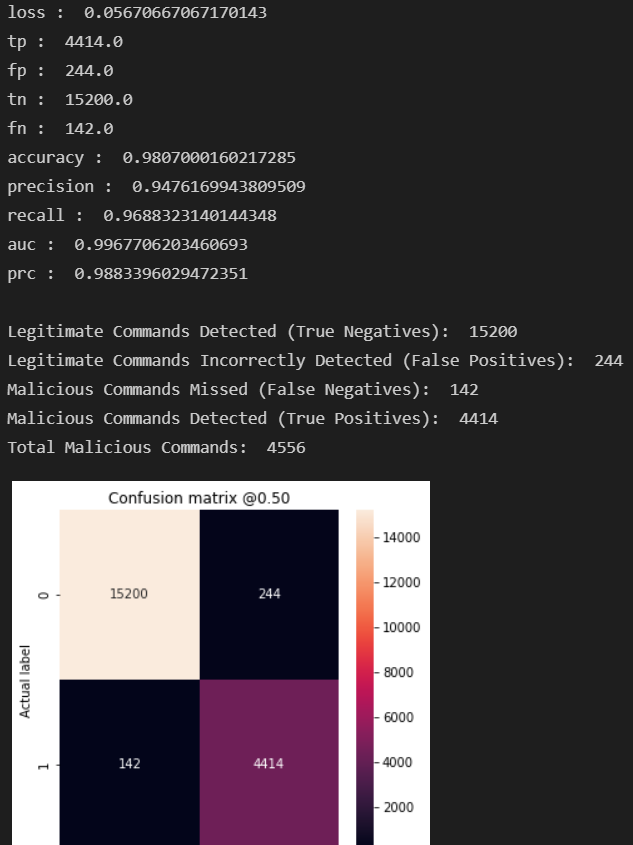 loss :  0.05670667067170143
tp :  4414.0
fp :  244.0
tn :  15200.0
fn :  142.0
accuracy :  0.9807000160217285
precision :  0.9476169943809509
recall :  0.9688323140144348
auc :  0.9967706203460693
prc :  0.9883396029472351
Legitimate Commands Detected (True Negatives):  15200
Legitimate Commands Incorrectly Detected (False Positives):  244
Malicious Commands Missed (False Negatives):  142
Malicious Commands Detected (True Positives):  4414
Total Malicious Commands:  4556
Confusion matrix @0.50
Actual label
0
15200
244
1
142
4414
14000
12000
10000
8000
6000
4000
2000